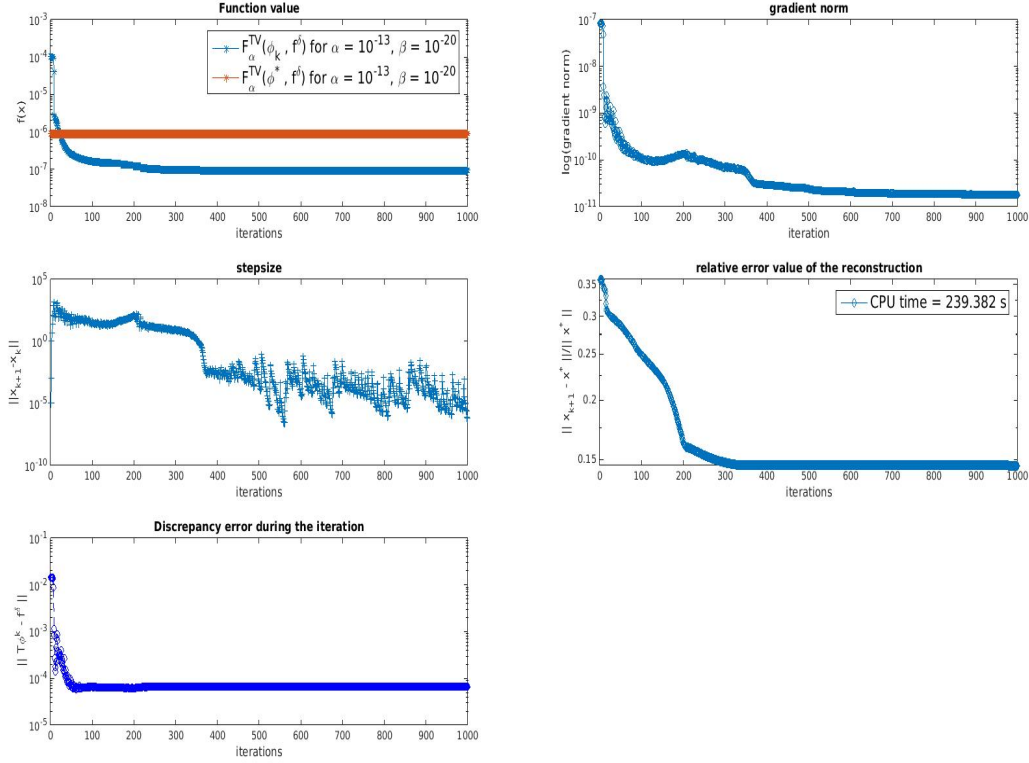 Function value
10^-3
10^-4
10^-5
10^-6
10^-7
10^-8
f(x)
F_α^TV(ϕ_k , f^δ) for α = 10^-13, β = 10^-20
F_α^TV(ϕ^* , f^δ) for α = 10^-13, β = 10^-20
0 100 200 300 400 500 600 700 800 900 1000
iterations
gradient norm
10^-7
10^-8
10^-9
10^-10
10^-11
log(gradient norm)
0 100 200 300 400 500 600 700 800 900 1000
iteration
stepsize
10^5
10^0
10^-5
10^-10
||x_k+1-x_k||
0 100 200 300 400 500 600 700 800 900 1000
iterations
relative error value of the reconstruction
0.35
0.3
0.25
0.2
0.15
|| x_k+1 - x^+ ||/|| x^+ ||
CPU time = 239.382 s
0 100 200 300 400 500 600 700 800 900 1000
iterations
Discrepancy error during the iteration
10^-1
10^-2
10^-3
10^-4
10^-5
|| Tϕ^k - f^δ ||
0 100 200 300 400 500 600 700 800 900 1000
iterations